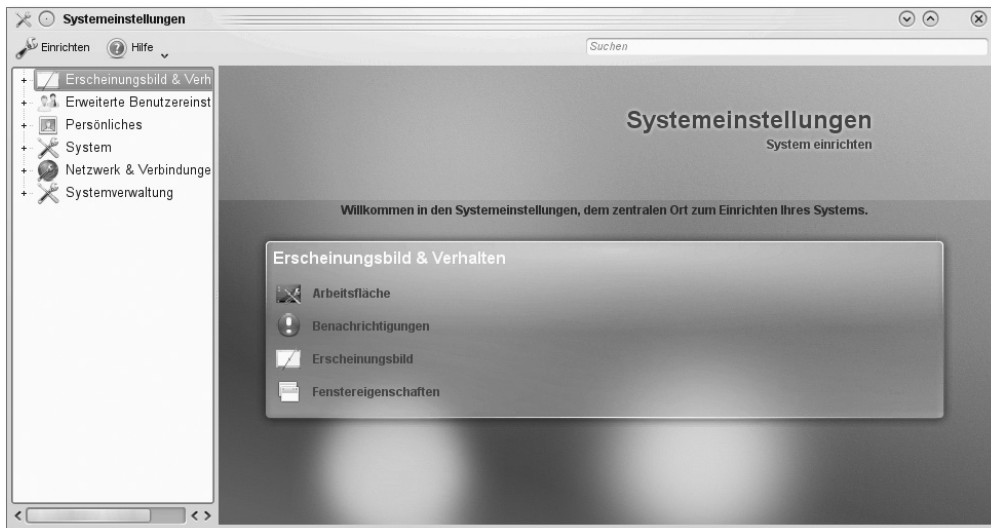 Systemeinstellungen
Einrichten Hilfe Suchen
Erscheinungsbild & Verh
Erweiterte Benutzereinst
Persönliches
System
Netzwerk & Verbindunge
Systemverwaltung
Systemeinstellungen
System einrichten
Willkommen in den Systemeinstellungen, dem zentralen Ort zum Einrichten Ihres Systems.
Erscheinungsbild & Verhalten
Arbeitsfläche
Benachrichtigungen
Erscheinungsbild
Fenstereigenschaften